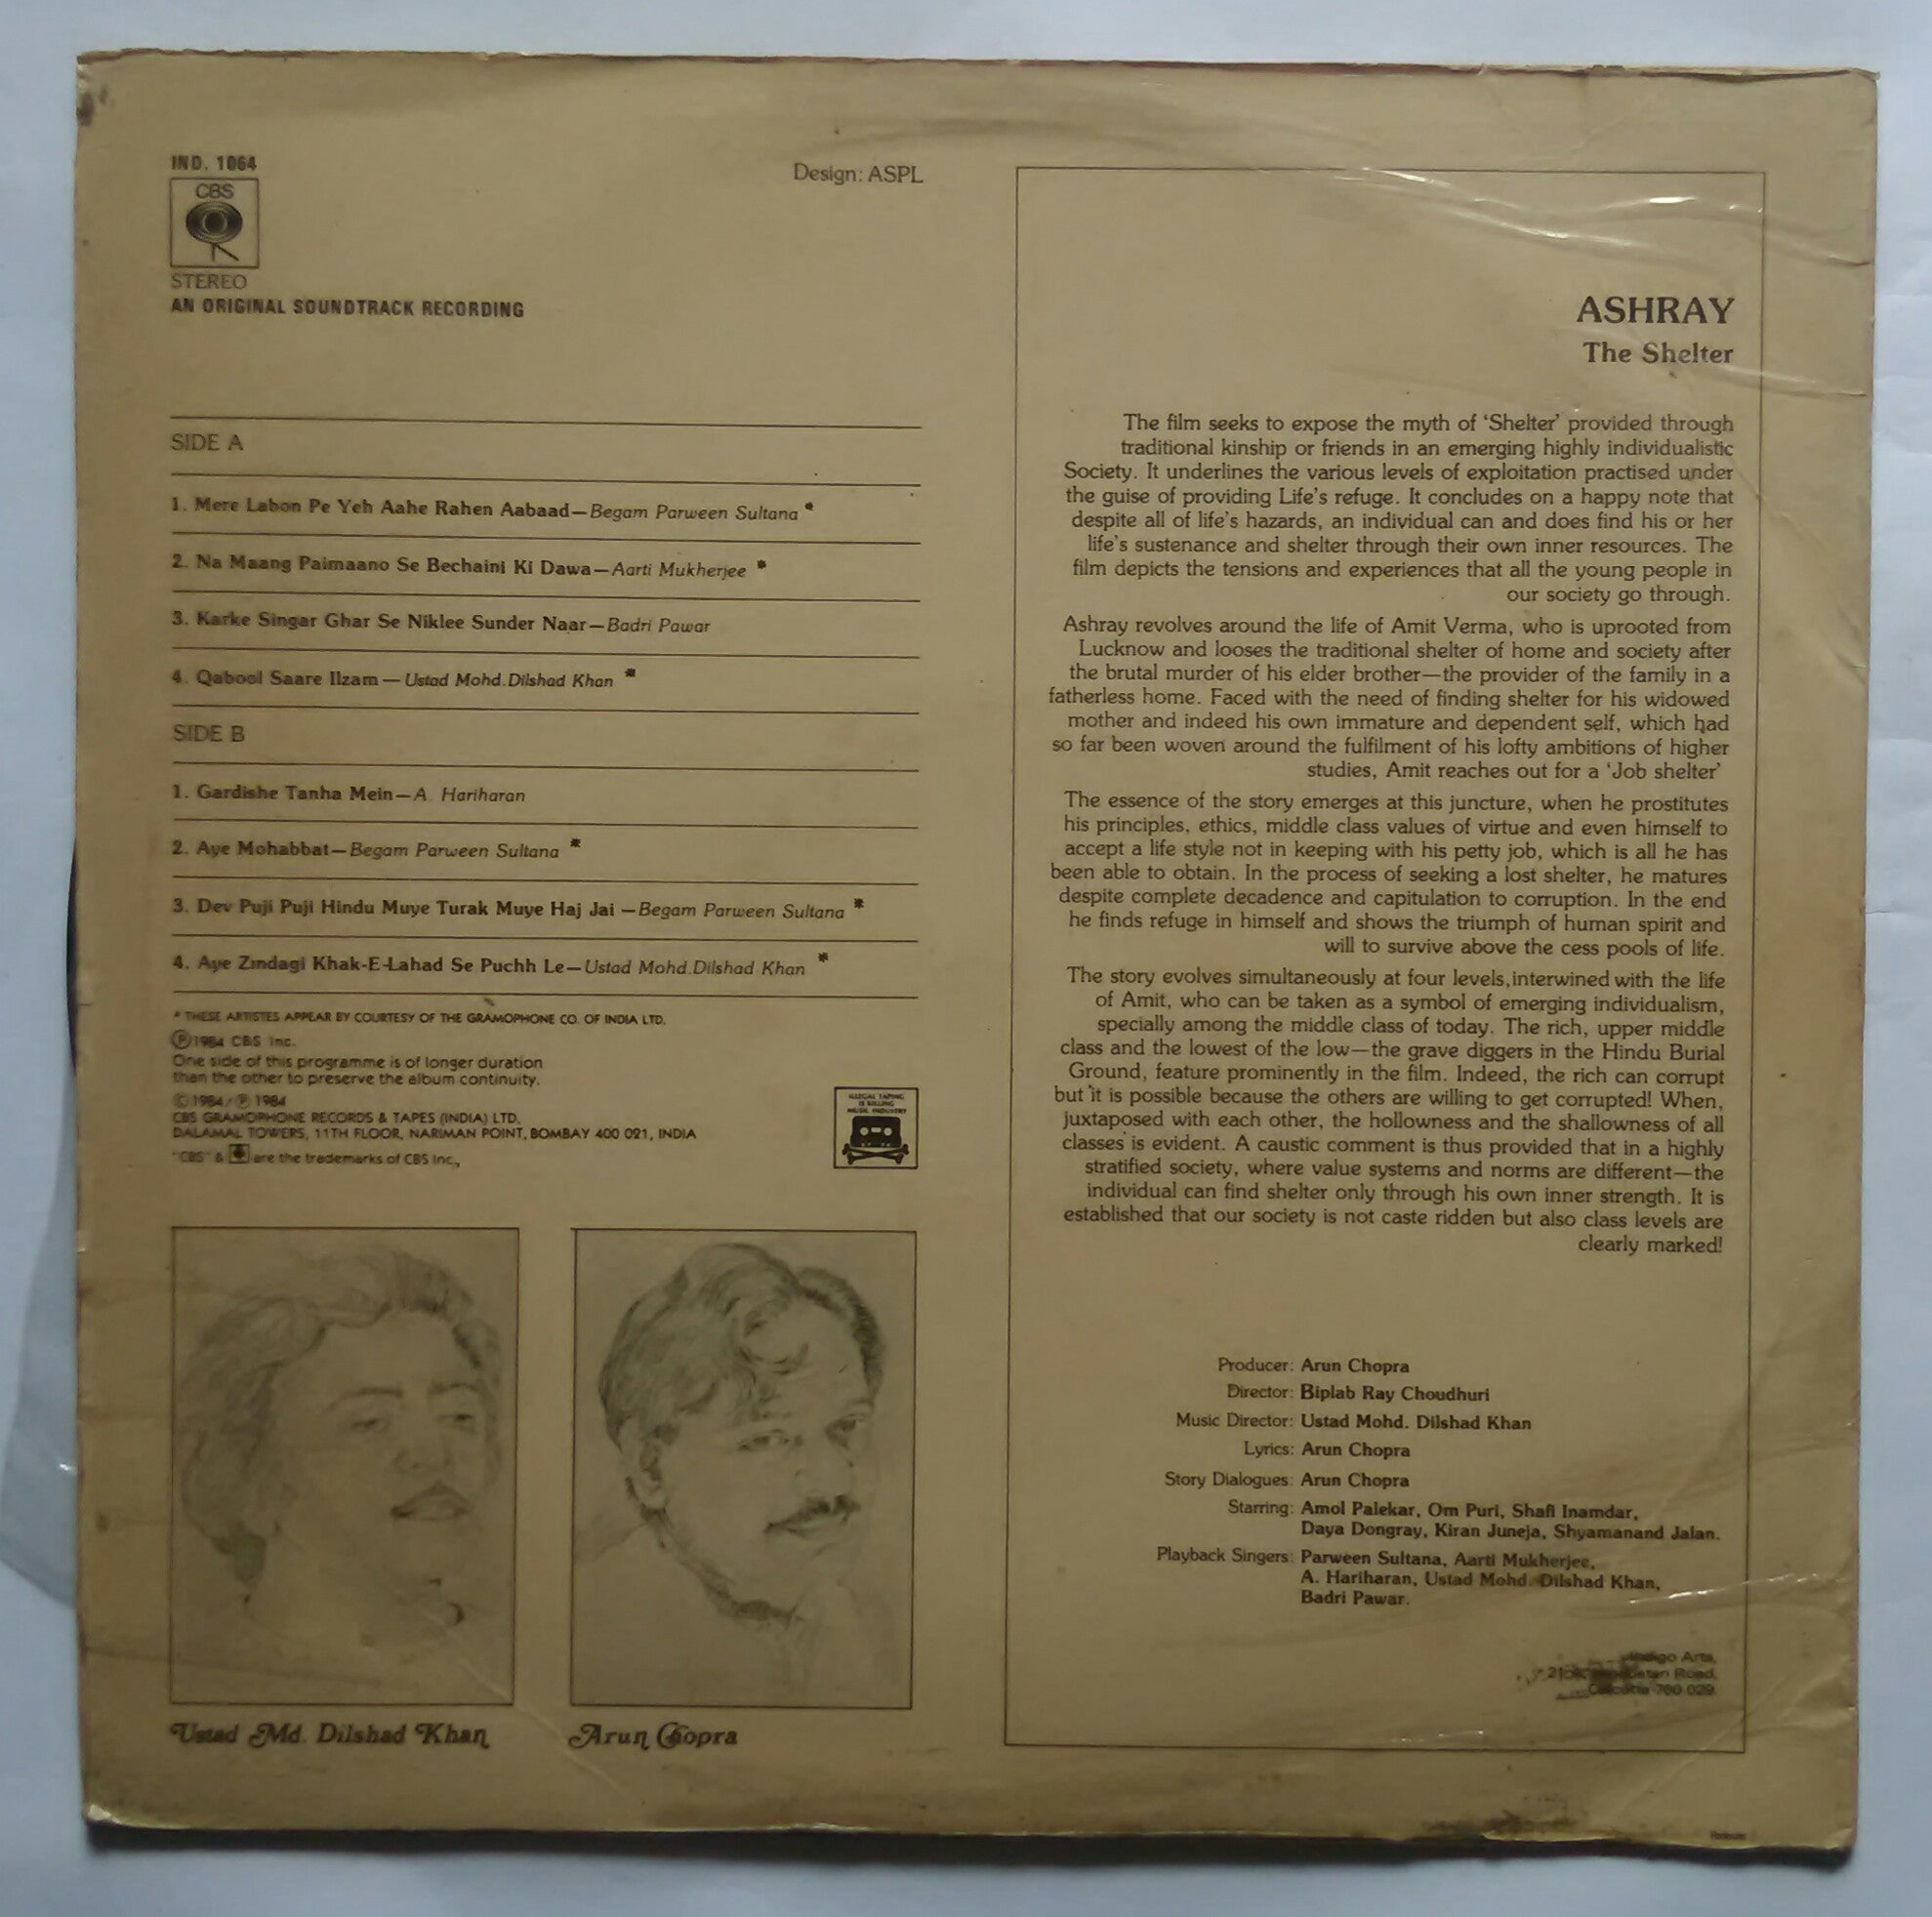 IND. 1064
CBS
STEREO
AN ORIGINAL SOUNDTRACK RECORDING
Design: ASPL
SIDE A
1. Mere Labon Pe Yeh Aahe Rahen Aabaad—Begam Parween Sultana *
2. Na Maang Paimaano Se Bechaini Ki Dawa—Aarti Mukherjee *
3. Karke Singar Ghar Se Niklee Sunder Naar—Badri Pawar
4. Qabool Saare Ilzam—Ustad Mohd.Dilshad Khan *
SIDE B
1. Gardishe Tanha Mein—A. Hariharan
2. Aye Mohabbat—Begam Parween Sultana *
3. Dev Puji Puji Hindu Muye Turak Muye Haj Jai—Begam Parween Sultana *
4. Aye Zindagi Khak-E-Lahad Se Puchh Le—Ustad Mohd.Dilshad Khan *
* THESE ARTISTES APPEAR BY COURTESY OF THE GRAMOPHONE CO. OF INDIA LTD.
Ⓟ1984 CBS Inc.
One side of this programme is of longer duration
than the other to preserve the album continuity.
©1984/Ⓟ 1984
CBS GRAMOPHONE RECORDS & TAPES (INDIA) LTD.
DALAMAL TOWERS, 11TH FLOOR, NARIMAN POINT, BOMBAY 400 021, INDIA
"CBS" & are the trademarks of CBS Inc.,
ILLEGAL TAPING
IS KILLING
MUSIC INDUSTRY
Ustad Md. Dilshad Khan
Arun Chopra
ASHRAY
The Shelter
The film seeks to expose the myth of ‘Shelter’ provided through
traditional kinship or friends in an emerging highly individualistic
Society. It underlines the various levels of exploitation practised under
the guise of providing Life's refuge. It concludes on a happy note that
despite all of life's hazards, an individual can and does find his or her
life's sustenance and shelter through their own inner resources. The
film depicts the tensions and experiences that all the young people in
our society go through.
Ashray revolves around the life of Amit Verma, who is uprooted from
Lucknow and looses the traditional shelter of home and society after
the brutal murder of his elder brother—the provider of the family in a
fatherless home. Faced with the need of finding shelter for his widowed
mother and indeed his own immature and dependent self, which had
so far been woven around the fulfilment of his lofty ambitions of higher
studies, Amit reaches out for a ‘Job shelter’
The essence of the story emerges at this juncture, when he prostitutes
his principles, ethics, middle class values of virtue and even himself to
accept a life style not in keeping with his petty job, which is all he has
been able to obtain. In the process of seeking a lost shelter, he matures
despite complete decadence and capitulation to corruption. In the end
he finds refuge in himself and shows the triumph of human spirit and
will to survive above the cess pools of life.
The story evolves simultaneously at four levels,interwined with the life
of Amit, who can be taken as a symbol of emerging individualism,
specially among the middle class of today. The rich, upper middle
class and the lowest of the low—the grave diggers in the Hindu Burial
Ground, feature prominently in the film. Indeed, the rich can corrupt
but it is possible because the others are willing to get corrupted! When,
juxtaposed with each other, the hollowness and the shallowness of all
classes is evident. A caustic comment is thus provided that in a highly
stratified society, where value systems and norms are different—the
individual can find shelter only through his own inner strength. It is
established that our society is not caste ridden but also class levels are
clearly marked!
Producer: Arun Chopra
Director: Biplab Ray Choudhuri
Music Director: Ustad Mohd. Dilshad Khan
Lyrics: Arun Chopra
Story Dialogues: Arun Chopra
Starring: Amol Palekar, Om Puri, Shafi Inamdar,
Daya Dongray, Kiran Juneja, Shyamanand Jalan.
Playback Singers: Parween Sultana, Aarti Mukherjee,
A. Hariharan, Ustad Mohd. Dilshad Khan,
Badri Pawar.
Indigo Arts,
Road,
Calcutta-700 029.